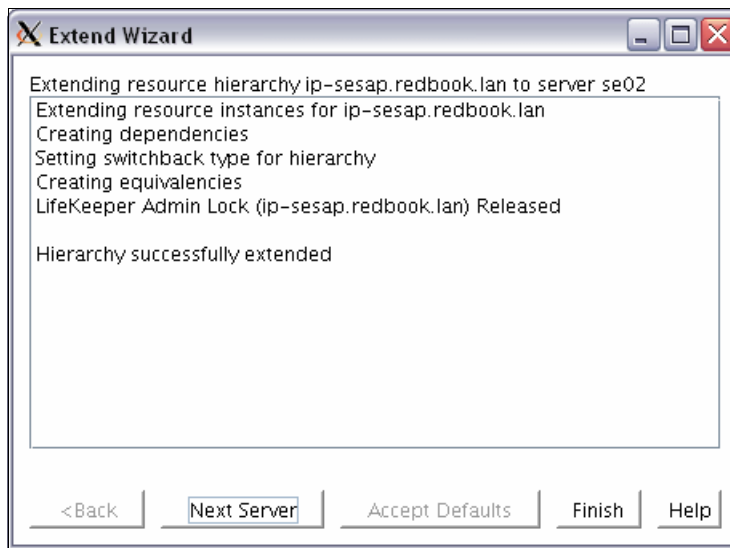 Extend Wizard
Extending resource hierarchy ip-sesap.redbook.lan to server se02
Extending resource instances for ip-sesap.redbook.lan
Creating dependencies
Setting switchback type for hierarchy
Creating equivalencies
LifeKeeper Admin Lock (ip-sesap.redbook.lan) Released
Hierarchy successfully extended
<Back Next Server Accept Defaults Finish Help